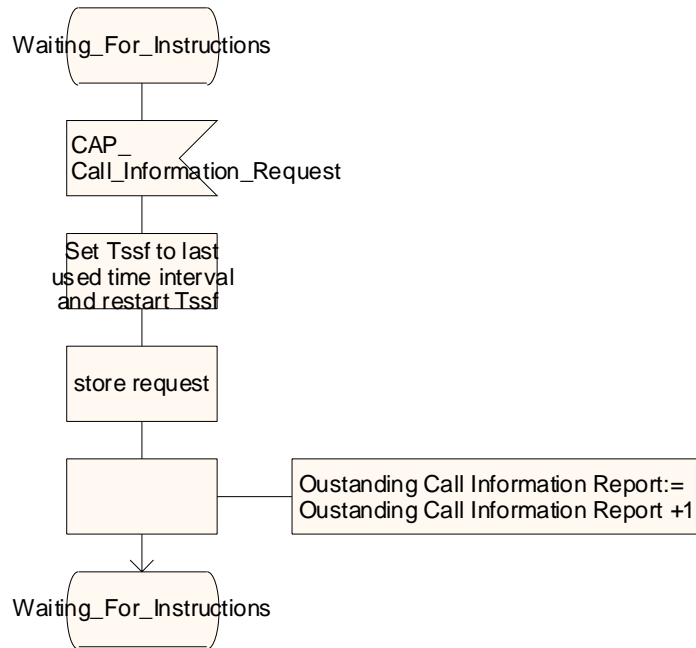 Waiting_For_Instructions
CAP_
Call_Information_Request
Set Tssf to last
used time interval
and restart Tssf
store request
Oustanding Call Information Report:=
Oustanding Call Information Report +1
Waiting_For_Instructions